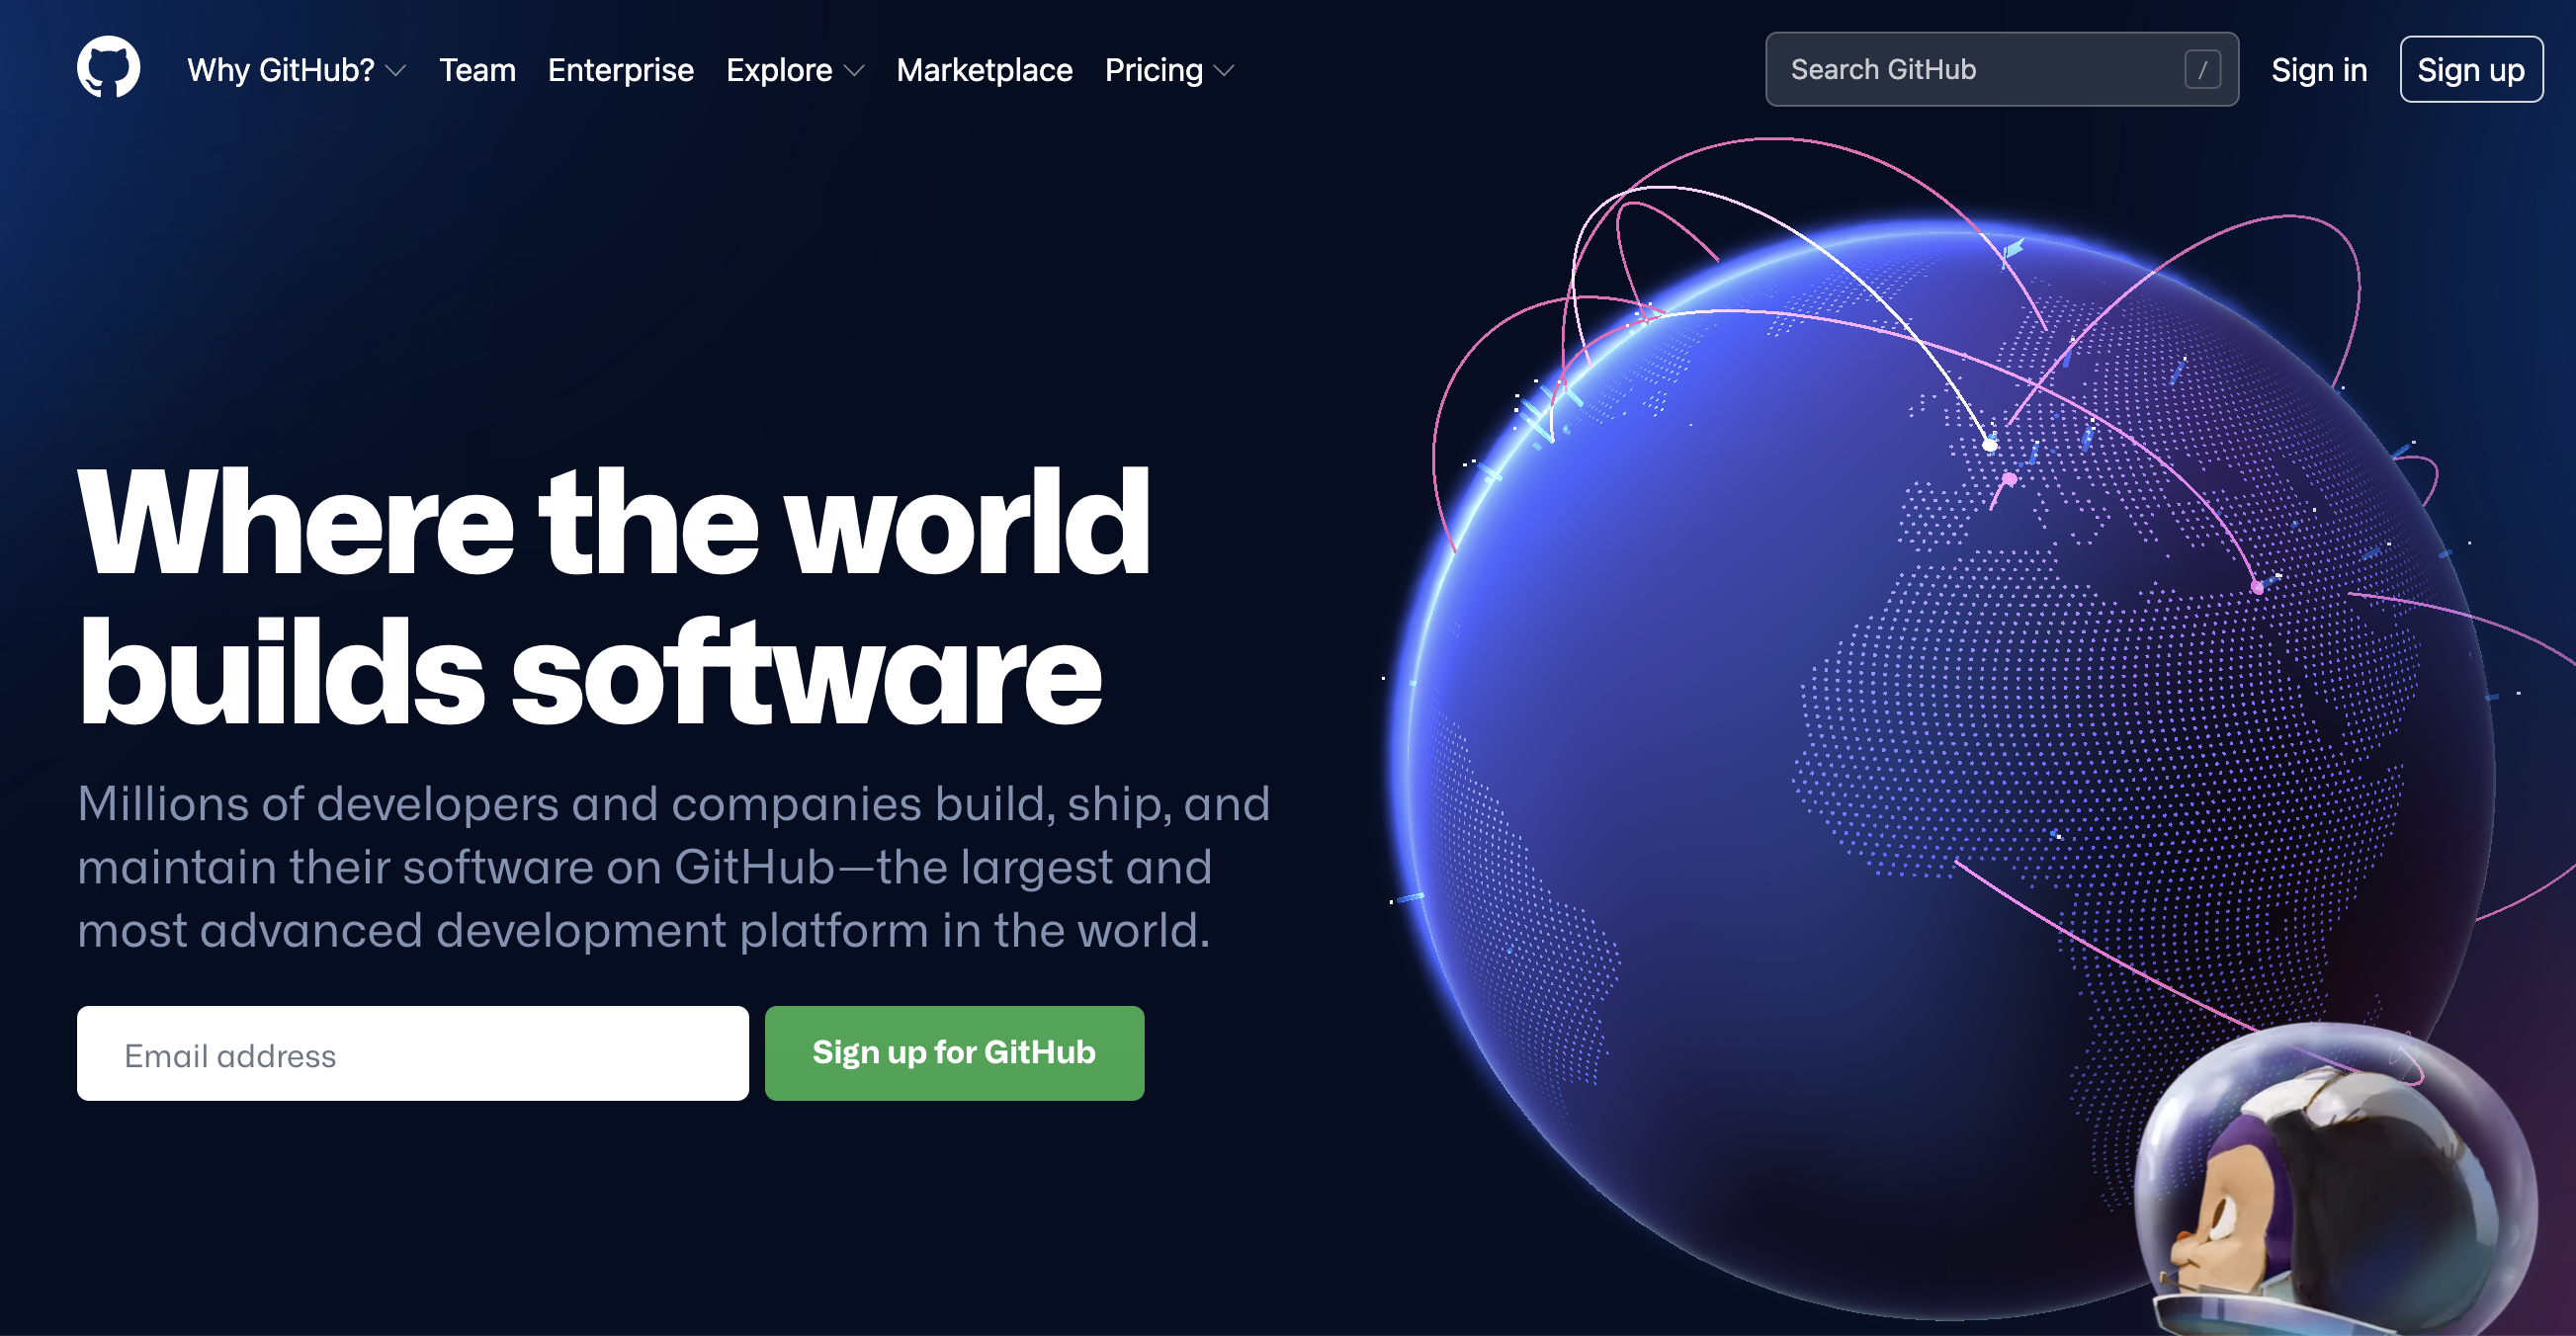 Why GitHub? Team Enterprise Explore Marketplace Pricing Search GitHub / Sign in Sign up
Where the world
builds software
Millions of developers and companies build, ship, and
maintain their software on GitHub—the largest and
most advanced development platform in the world.
Email address Sign up for GitHub